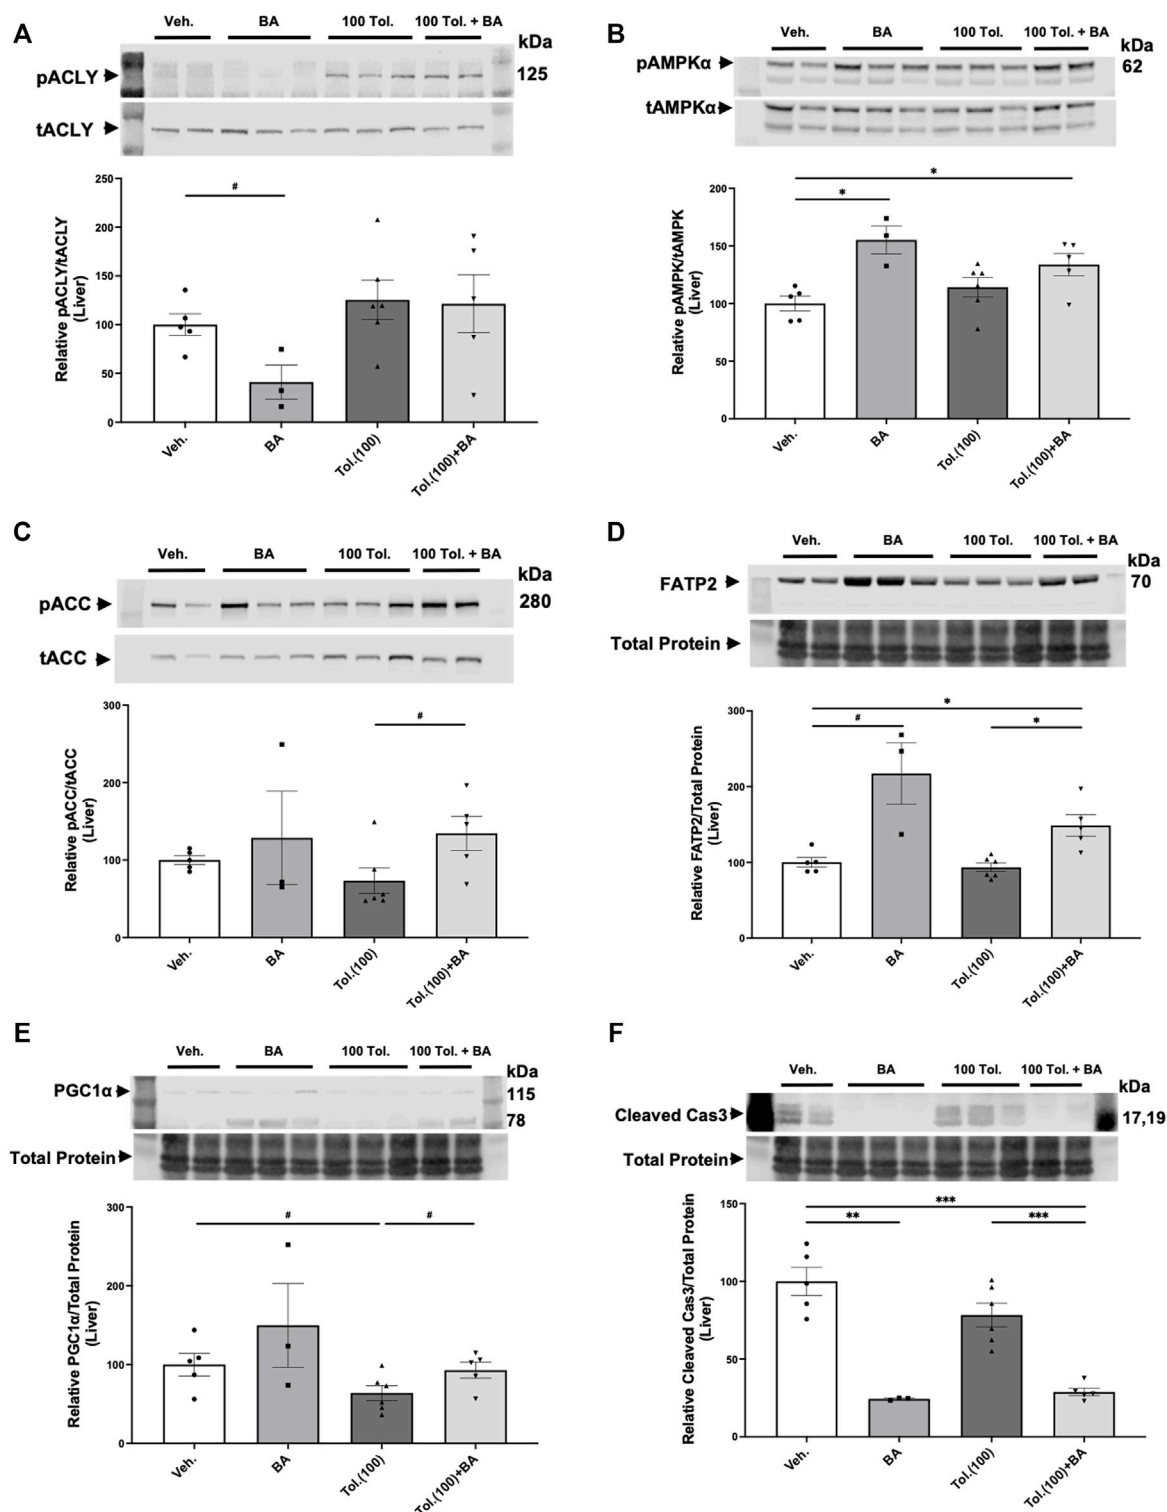 A
Veh. BA 100 Tol. 100 Tol. + BA
kDa
pACLY 125
tACLY
Relative pACLY/tACLY
(Liver)
250
200
150
100
50
0
#
Veh. BA Tol.(100) Tol.(100)+BA
B
Veh. BA 100 Tol. 100 Tol. + BA
kDa
pAMPKα 62
tAMPKα
Relative pAMPK/tAMPK
(Liver)
200
150
100
50
0
*
*
Veh. BA Tol.(100) Tol.(100)+BA
C
Veh. BA 100 Tol. 100 Tol. + BA
kDa
pACC 280
tACC
Relative pACC/tACC
(Liver)
300
200
100
0
#
Veh. BA Tol.(100) Tol.(100)+BA
D
Veh. BA 100 Tol. 100 Tol. + BA
kDa
FATP2 70
Total Protein
Relative FATP2/Total Protein
(Liver)
300
200
100
0
*
# *
Veh. BA Tol.(100) Tol.(100)+BA
E
Veh. BA 100 Tol. 100 Tol. + BA
kDa
PGC1α 115
78
Total Protein
Relative PGC1α/Total Protein
(Liver)
300
200
100
0
# #
Veh. BA Tol.(100) Tol.(100)+BA
F
Veh. BA 100 Tol. 100 Tol. + BA
kDa
Cleaved Cas3 17,19
Total Protein
Relative Cleaved Cas3/Total Protein
(Liver)
150
100
50
0
***
** ***
Veh. BA Tol.(100) Tol.(100)+BA